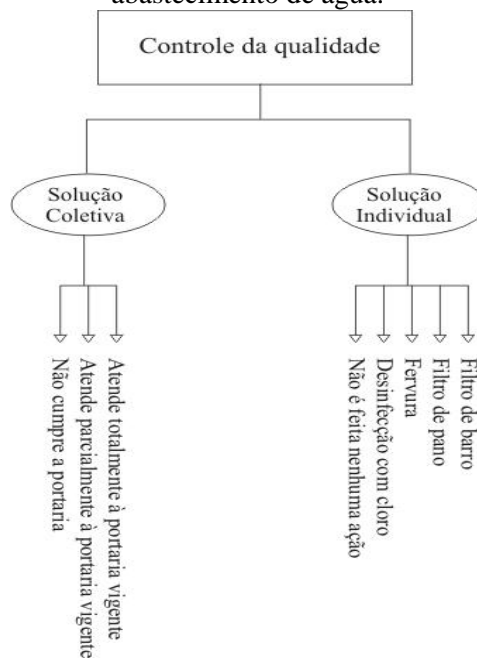 abastecimento de água.
Controle da qualidade
Solução
Coletiva
Solução
Individual
Não cumpre a portaria
Atende parcialmente à portaria vigente
Atende totalmente à portaria vigente
Não é feita nenhuma ação
Desinfecção com cloro
Fervura
Filtro de pano
Filtro de barro